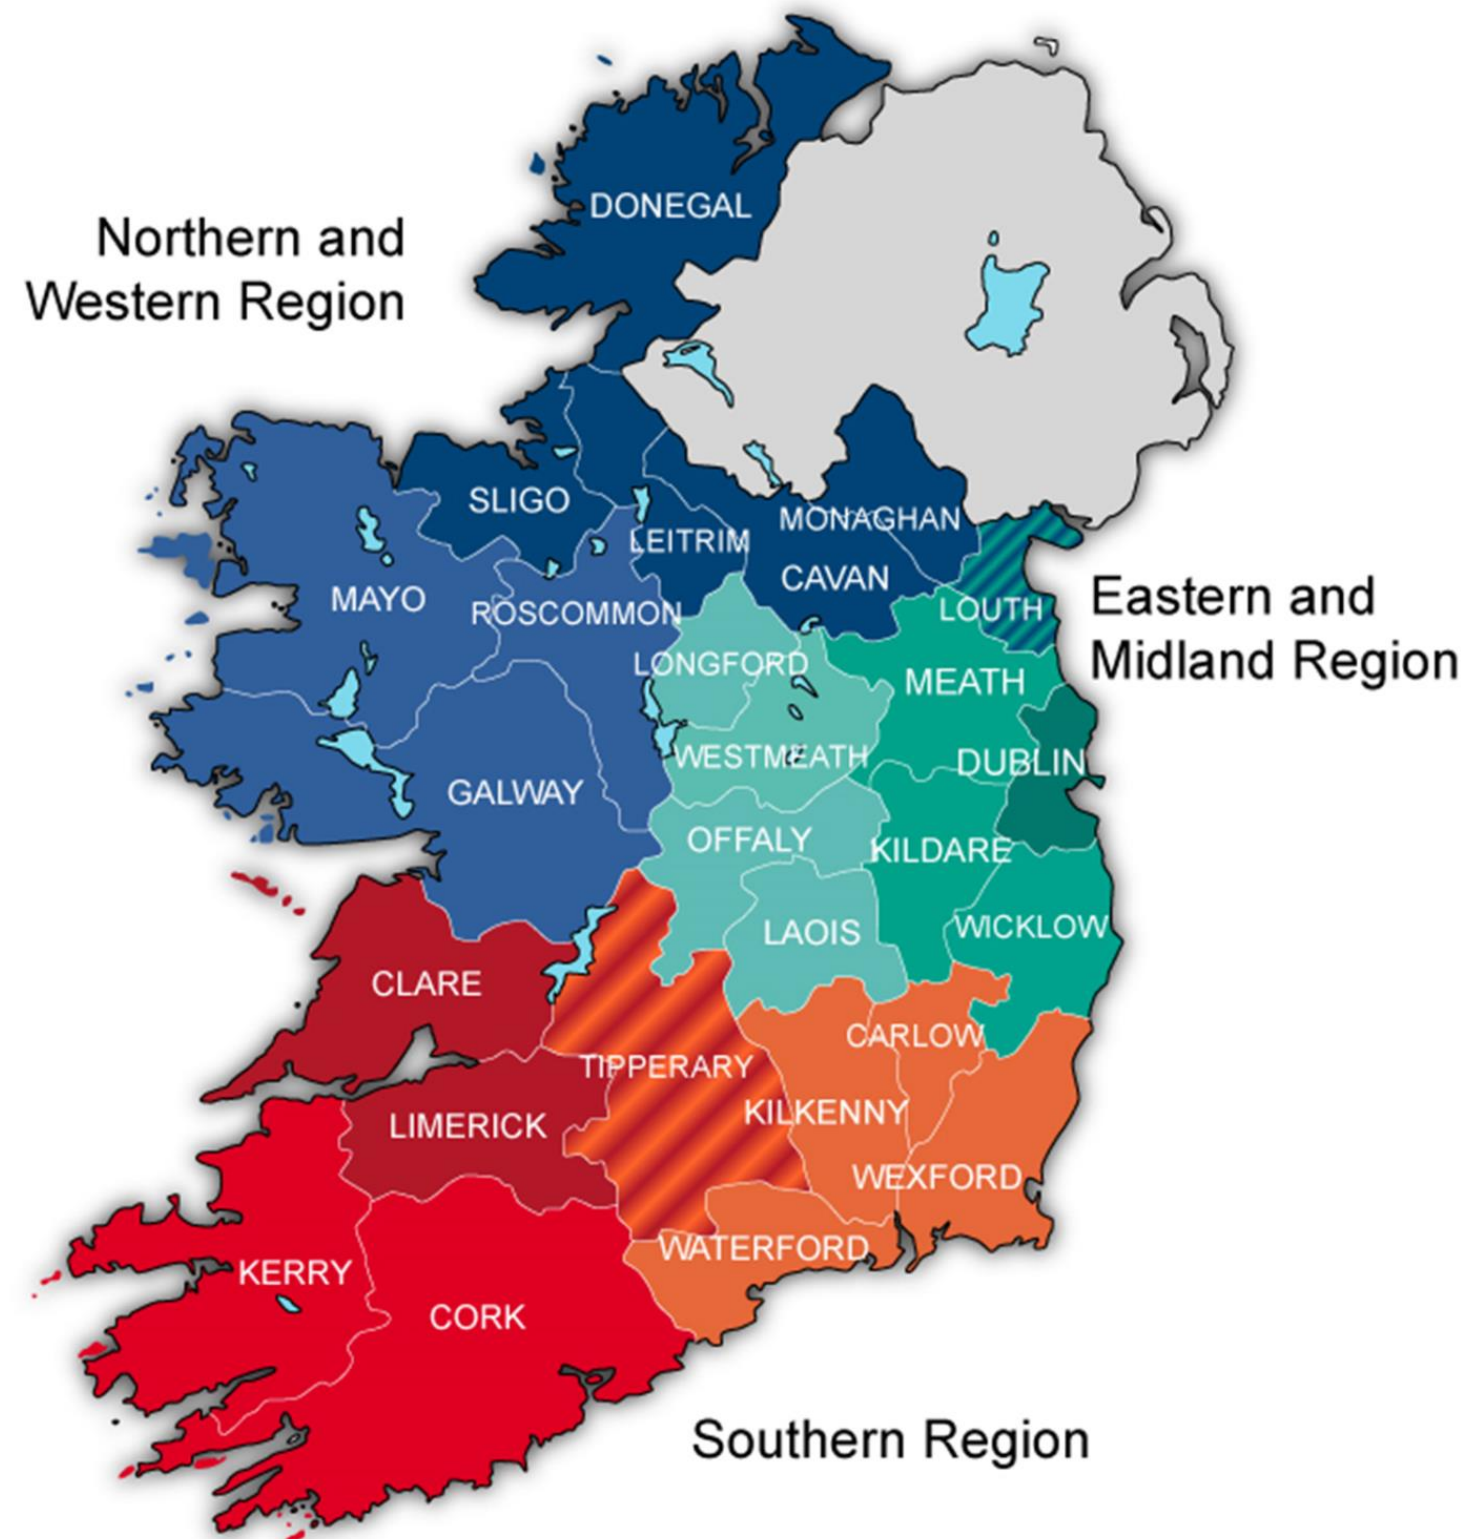 DONEGAL
Northern and
Western Region
SLIGO
MONAGHAN
LEITRIM
CAVAN
MAYO
ROSCOMMON
LOUTH
Eastern and
Midland Region
LONGFORD
MEATH
WESTMEATH
DUBLIN
GALWAY
OFFALY
KILDARE
LAOIS
WICKLOW
CLARE
CARLOW
TIPPERARY
KILKENNY
LIMERICK
WEXFORD
WATERFORD
KERRY
CORK
Southern Region